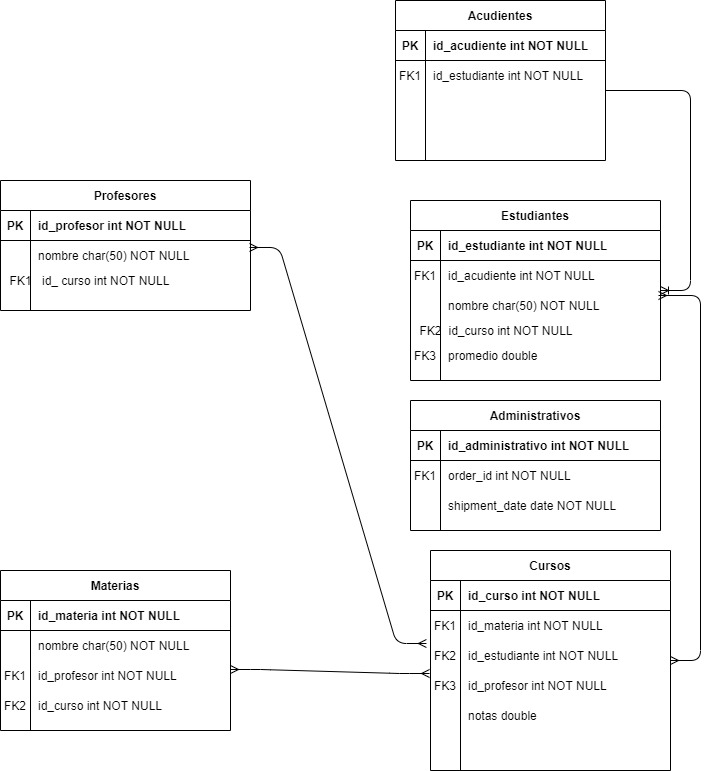 Acudientes
PK id_acudiente int NOT NULL
FK1 id_estudiante int NOT NULL
Profesores
PK id_profesor int NOT NULL
nombre char(50) NOT NULL
FK1 id_ curso int NOT NULL
Estudiantes
PK id_estudiante int NOT NULL
FK1 id_acudiente int NOT NULL
nombre char(50) NOT NULL
FK2 id_curso int NOT NULL
FK3 promedio double
Administrativos
PK id_administrativo int NOT NULL
FK1 order_id int NOT NULL
shipment_date date NOT NULL
Materias
PK id_materia int NOT NULL
nombre char(50) NOT NULL
FK1 id_profesor int NOT NULL
FK2 id_curso int NOT NULL
Cursos
PK id_curso int NOT NULL
FK1 id_materia int NOT NULL
FK2 id_estudiante int NOT NULL
FK3 id_profesor int NOT NULL
notas double